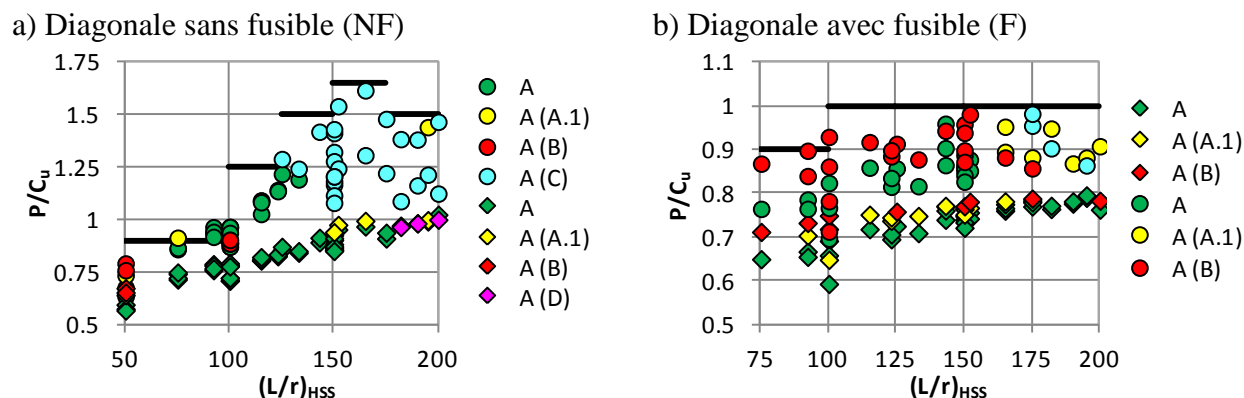 a) Diagonale sans fusible (NF)
1.75
1.5
1.25
1
0.75
0.5
P/Cu
50
100
150
200
(L/r)HSS
A
A (A.1)
A (B)
A (C)
A
A (A.1)
A (B)
A (D)
b) Diagonale avec fusible (F)
1.1
1
0.9
0.8
0.7
0.6
0.5
P/Cu
75
100
125
150
175
200
(L/r)HSS
A
A (A.1)
A (B)
A
A (A.1)
A (B)